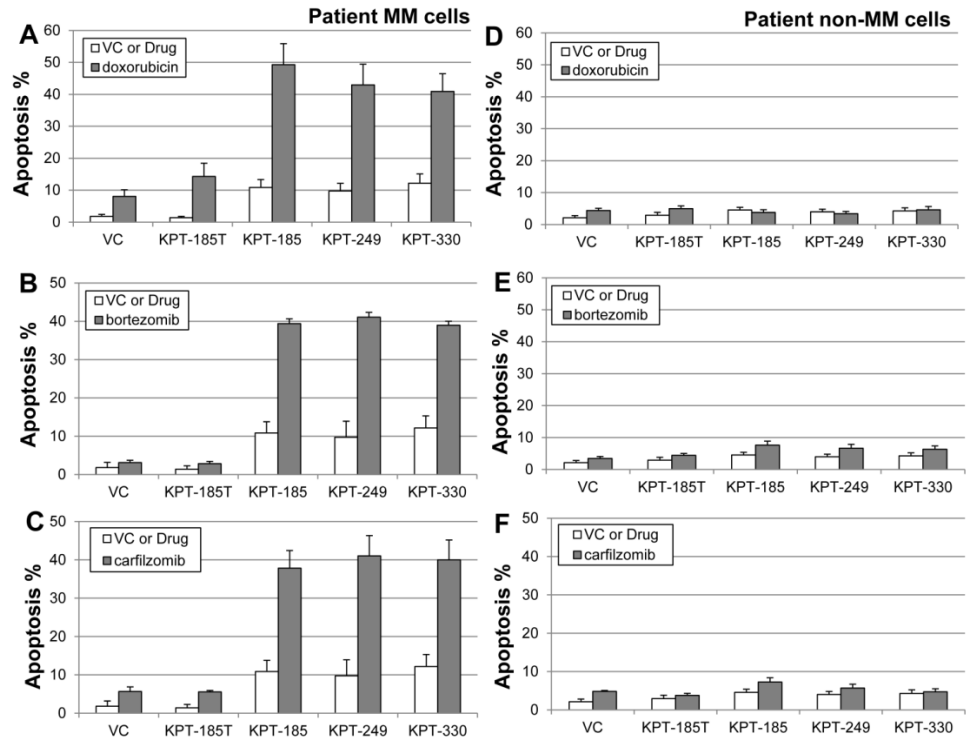 Patient MM cells
A
Apoptosis %
60
50
40
30
20
10
0
VC or Drug
doxorubicin
VC KPT-185T KPT-185 KPT-249 KPT-330
B
Apoptosis %
50
40
30
20
10
0
VC or Drug
bortezomib
VC KPT-185T KPT-185 KPT-249 KPT-330
C
Apoptosis %
50
40
30
20
10
0
VC or Drug
carfilzomib
VC KPT-185T KPT-185 KPT-249 KPT-330
Patient non-MM cells
D
Apoptosis %
60
50
40
30
20
10
0
VC or Drug
doxorubicin
VC KPT-185T KPT-185 KPT-249 KPT-330
E
Apoptosis %
60
50
40
30
20
10
0
VC or Drug
bortezomib
VC KPT-185T KPT-185 KPT-249 KPT-330
F
Apoptosis %
50
40
30
20
10
0
VC or Drug
carfilzomib
VC KPT-185T KPT-185 KPT-249 KPT-330